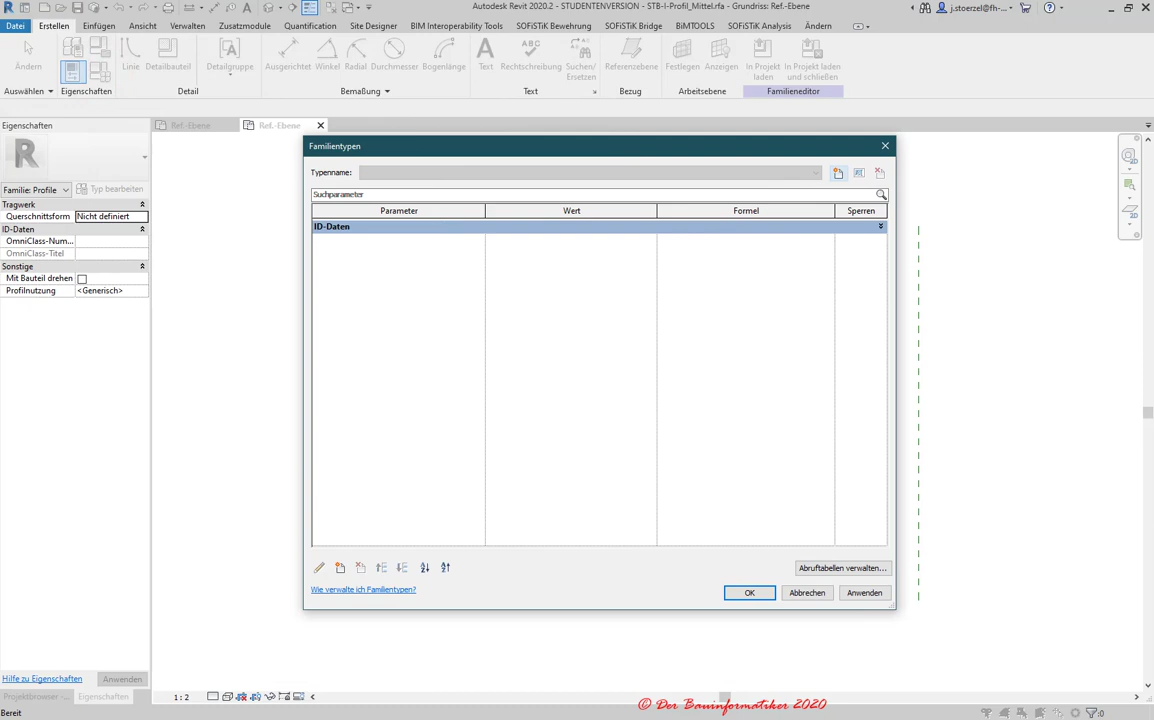 Autodesk Revit 2020.2 - STUDENTENVERSION - STB-I-Profil_Mittel.rfa - Grundriss: Ref.-Ebene
j.stoerzel@fh-...
Datei Erstellen Einfügen Ansicht Verwalten Zusatzmodule Quantification Site Designer BIM Interoperability Tools SOFiSTiK Bewehrung SOFiSTiK Bridge BiMTOOLS SOFiSTiK Analysis Ändern
Ändern Linie Detailbauteil Detailgruppe Ausgerichtet Winkel Radial Durchmesser Bogenlänge Text Rechtschreibung Suchen/ Referenzebene Festlegen Anzeigen In Projekt In Projekt laden
Ersetzen laden und schließen
Auswählen Eigenschaften Detail Bemaßung Text Bezug Arbeitsebene Familieneditor
Eigenschaften
Ref.-Ebene Ref.-Ebene
Familientypen
Typenname:
Familie: Profile Typ bearbeiten
Suchparameter
Tragwerk
Parameter Wert Formel Sperren
Querschnittsform Nicht definiert
ID-Daten
ID-Daten
OmniClass-Num...
OmniClass-Titel
Sonstige
Mit Bauteil drehen
Profilnutzung <Generisch>
Abruftabellen verwalten...
Wie verwalte ich Familientypen?
OK Abbrechen Anwenden
Hilfe zu Eigenschaften Anwenden
Projektbrowser -... Eigenschaften
1 : 2
© Der Bauinformatiker 2020
Bereit
:0